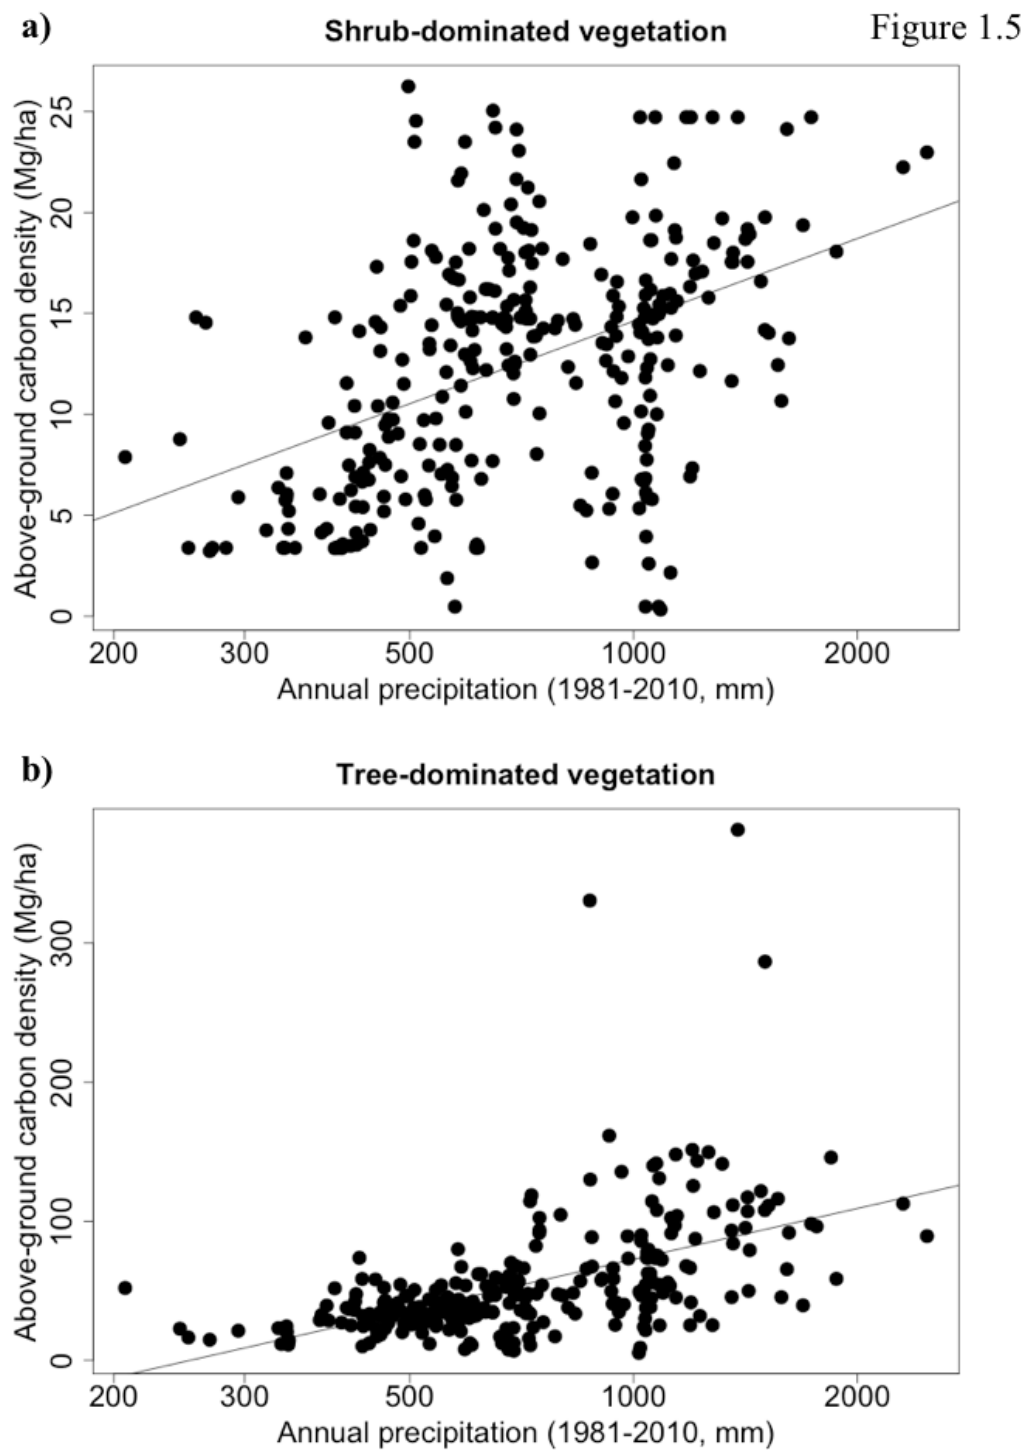 a)
Shrub-dominated vegetation
Figure 1.5
Above-ground carbon density (Mg/ha)
25
20
15
10
5
0
200 300 500 1000 2000
Annual precipitation (1981-2010, mm)
b)
Tree-dominated vegetation
Above-ground carbon density (Mg/ha)
300
200
100
0
200 300 500 1000 2000
Annual precipitation (1981-2010, mm)